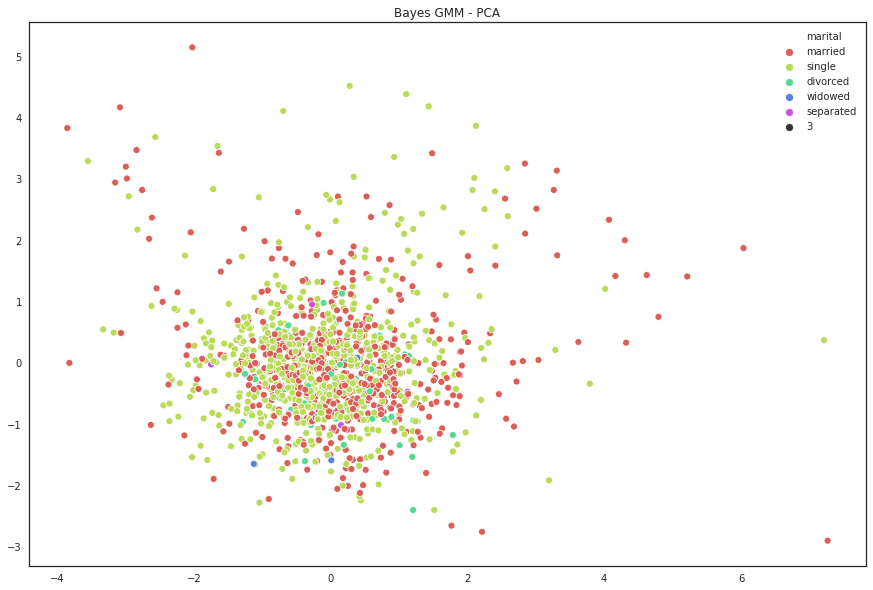 Bayes GMM - PCA
marital
married
single
divorced
widowed
separated
3
5
4
3
2
1
0
−1
−2
−3
−4
−2
0
2
4
6